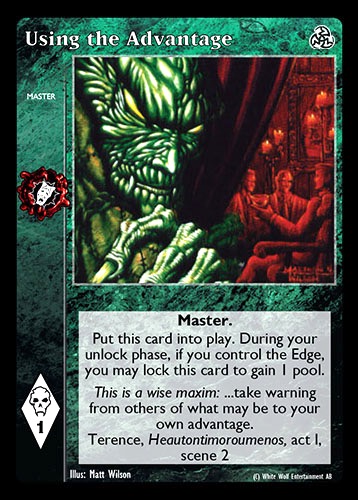 Using the Advantage
MASTER
MATTHEW
WILSON
Master.
Put this card into play. During your
unlock phase, if you control the Edge,
you may lock this card to gain 1 pool.
This is a wise maxim: ...take warning
from others of what may be to your
own advantage.
Terence, Heautontimoroumenos, act I,
scene 2
1
Illus: Matt Wilson
(C) White Wolf Entertainment AB